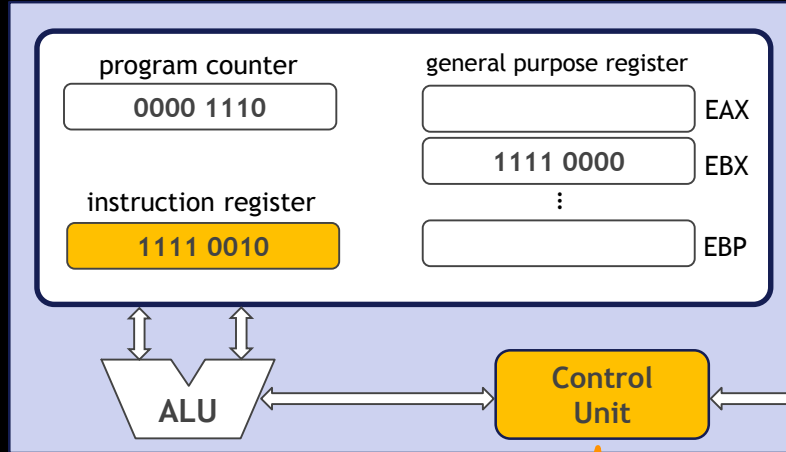 program counter
0000 1110
instruction register
1111 0010
general purpose register
EAX
1111 0000
EBX
⋮
EBP
ALU
Control
Unit